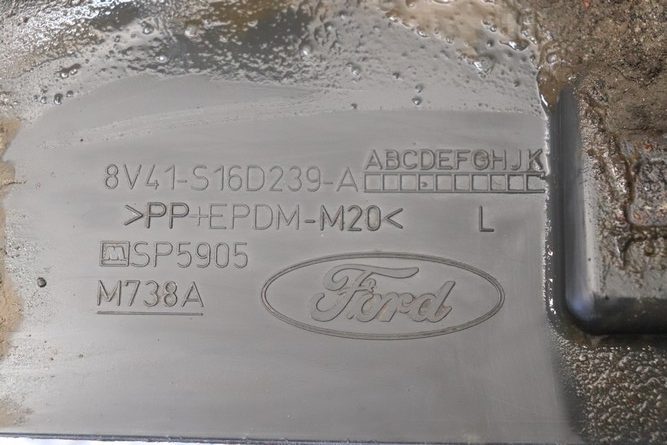 ABCDEFGHJK
8V41-S16D239-A
>PP+EPDM-M20< L
M SP5905
M738A
Ford